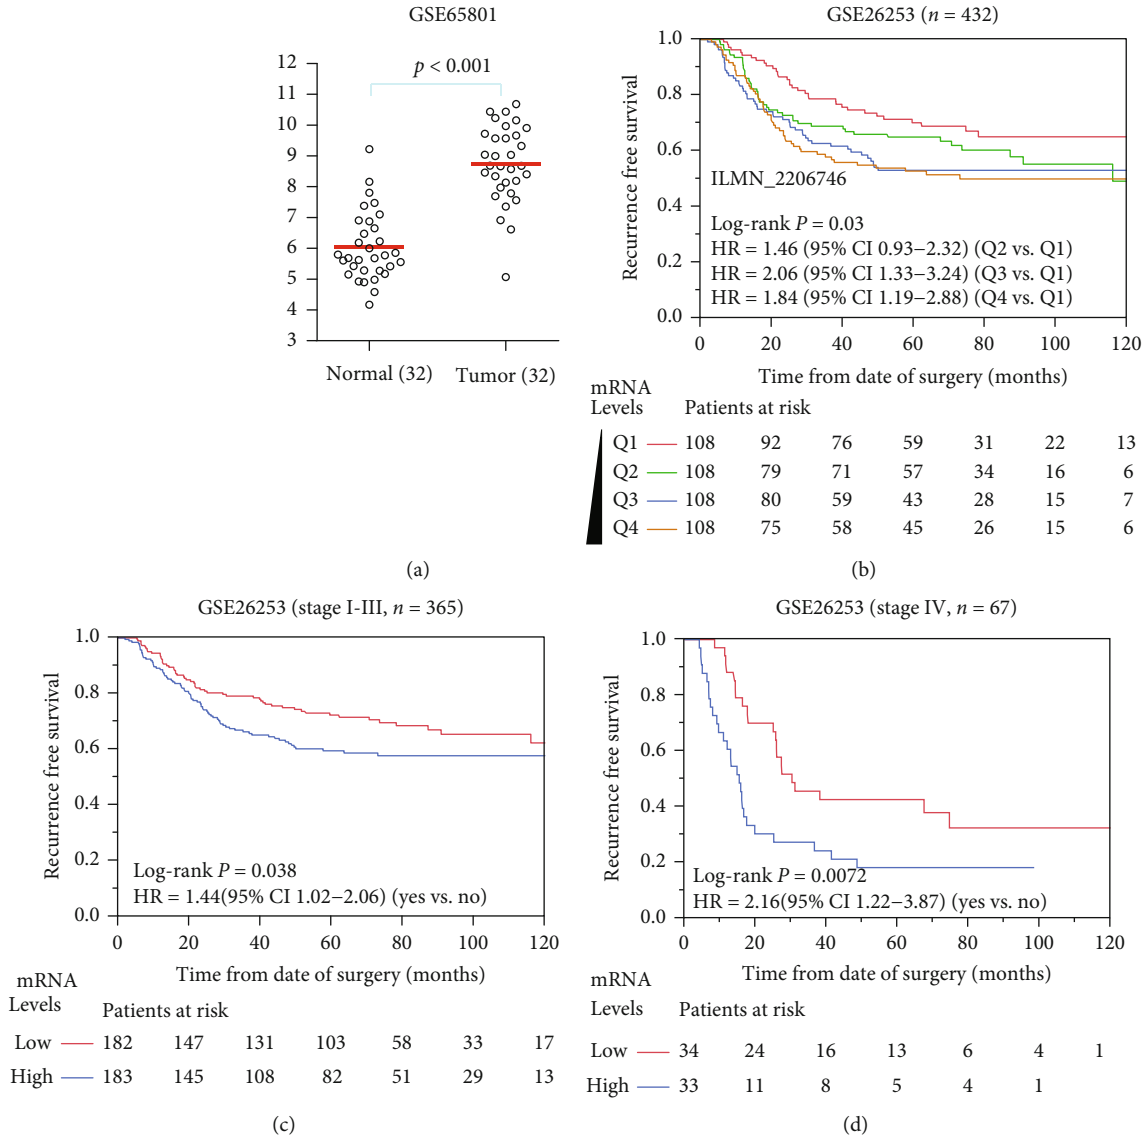 GSE65801
12
11
10
9
8
7
6
5
4
3
p < 0.001
Normal (32)
Tumor (32)
(a)
GSE26253 (n = 432)
Recurrence free survival
1.0
0.8
0.6
0.4
0.2
0.0
ILMN_2206746
Log-rank P = 0.03
HR = 1.46 (95% CI 0.93−2.32) (Q2 vs. Q1)
HR = 2.06 (95% CI 1.33−3.24) (Q3 vs. Q1)
HR = 1.84 (95% CI 1.19−2.88) (Q4 vs. Q1)
0 20 40 60 80 100 120
Time from date of surgery (months)
mRNA
Levels Patients at risk
Q1 108 92 76 59 31 22 13
Q2 108 79 71 57 34 16 6
Q3 108 80 59 43 28 15 7
Q4 108 75 58 45 26 15 6
(b)
GSE26253 (stage I-III, n = 365)
Recurrence free survival
1.0
0.8
0.6
0.4
0.2
0.0
Log-rank P = 0.038
HR = 1.44(95% CI 1.02−2.06) (yes vs. no)
0 20 40 60 80 100 120
Time from date of surgery (months)
mRNA
Levels
Patients at risk
Low 182 147 131 103 58 33 17
High 183 145 108 82 51 29 13
(c)
GSE26253 (stage IV, n = 67)
Recurrence free survival
1.0
0.8
0.6
0.4
0.2
0.0
Log-rank P = 0.0072
HR = 2.16(95% CI 1.22−3.87) (yes vs. no)
0 20 40 60 80 100 120
Time from date of surgery (months)
mRNA
Levels Patients at risk
Low 34 24 16 13 6 4 1
High 33 11 8 5 4 1
(d)